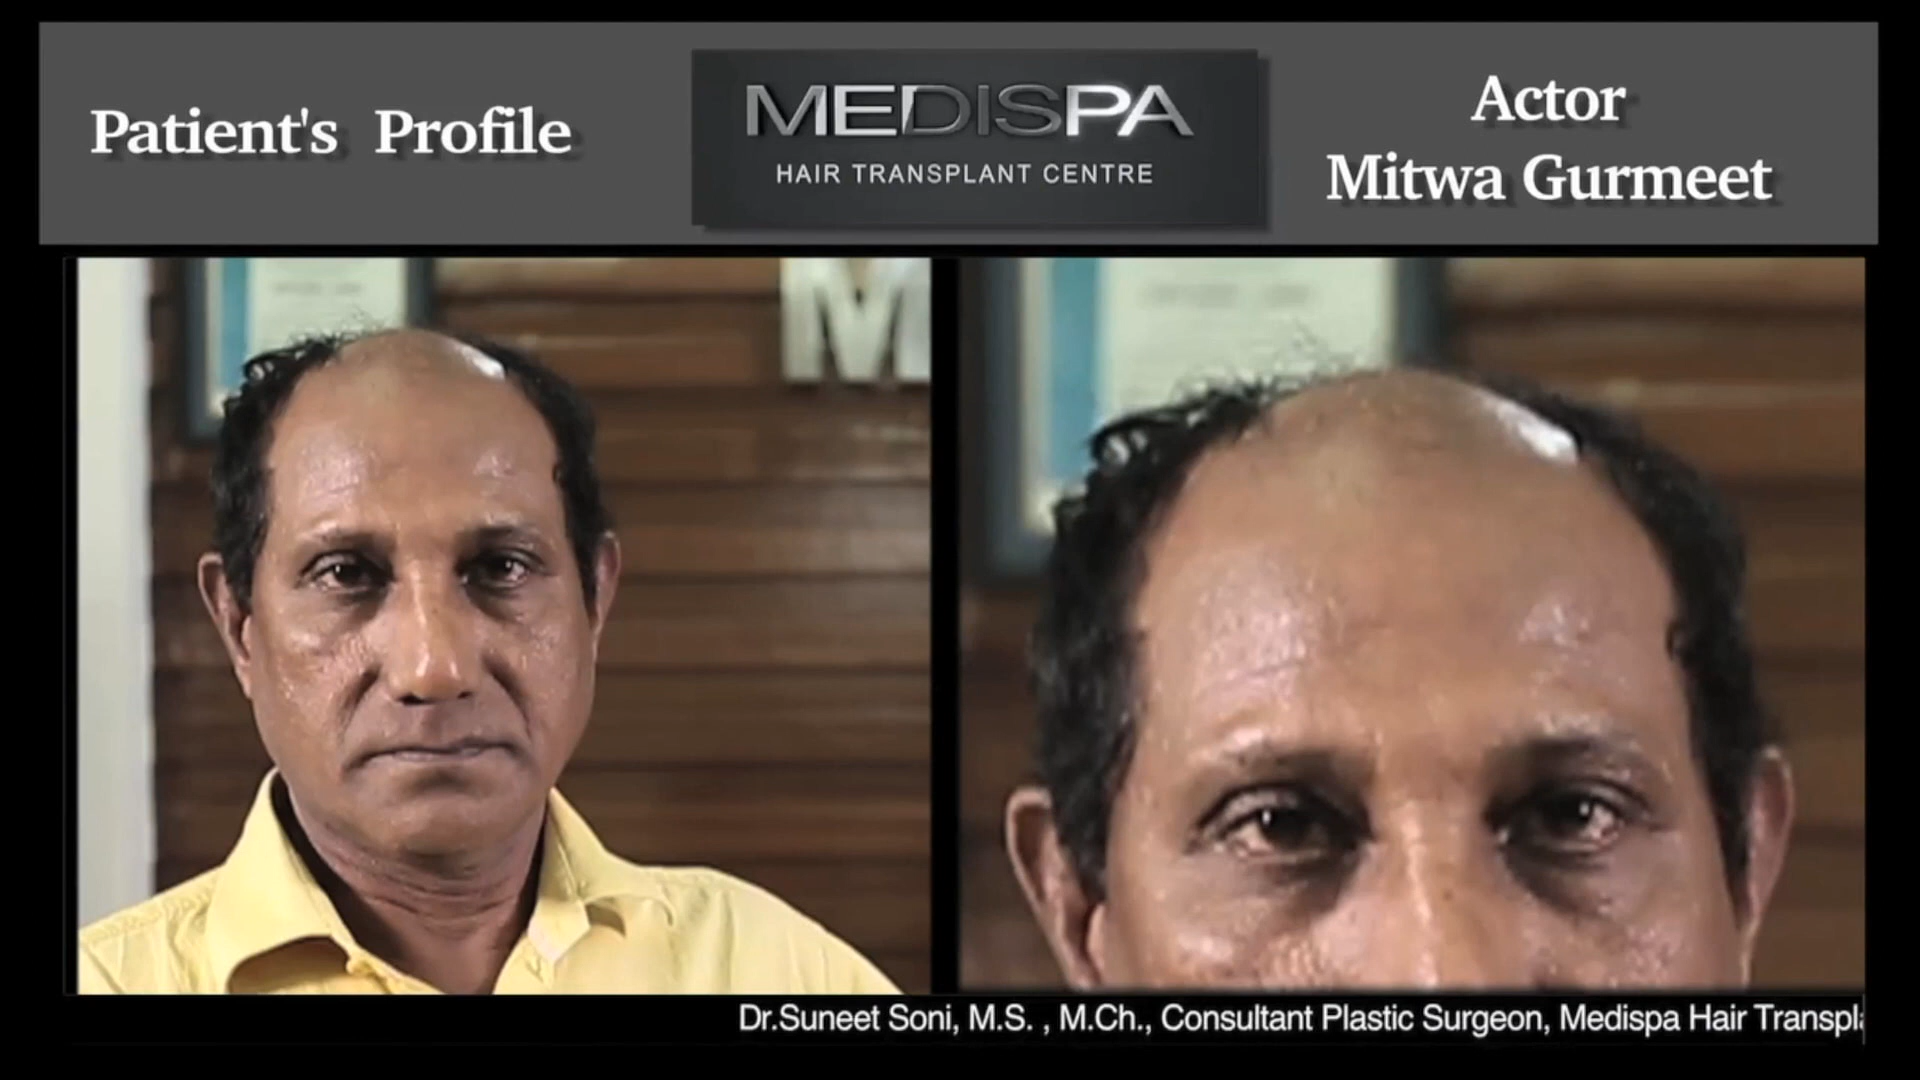 Patient's Profile
MEDISPA
HAIR TRANSPLANT CENTRE
Actor
Mitwa Gurmeet
M
Dr.Suneet Soni, M.S. , M.Ch., Consultant Plastic Surgeon, Medispa Hair